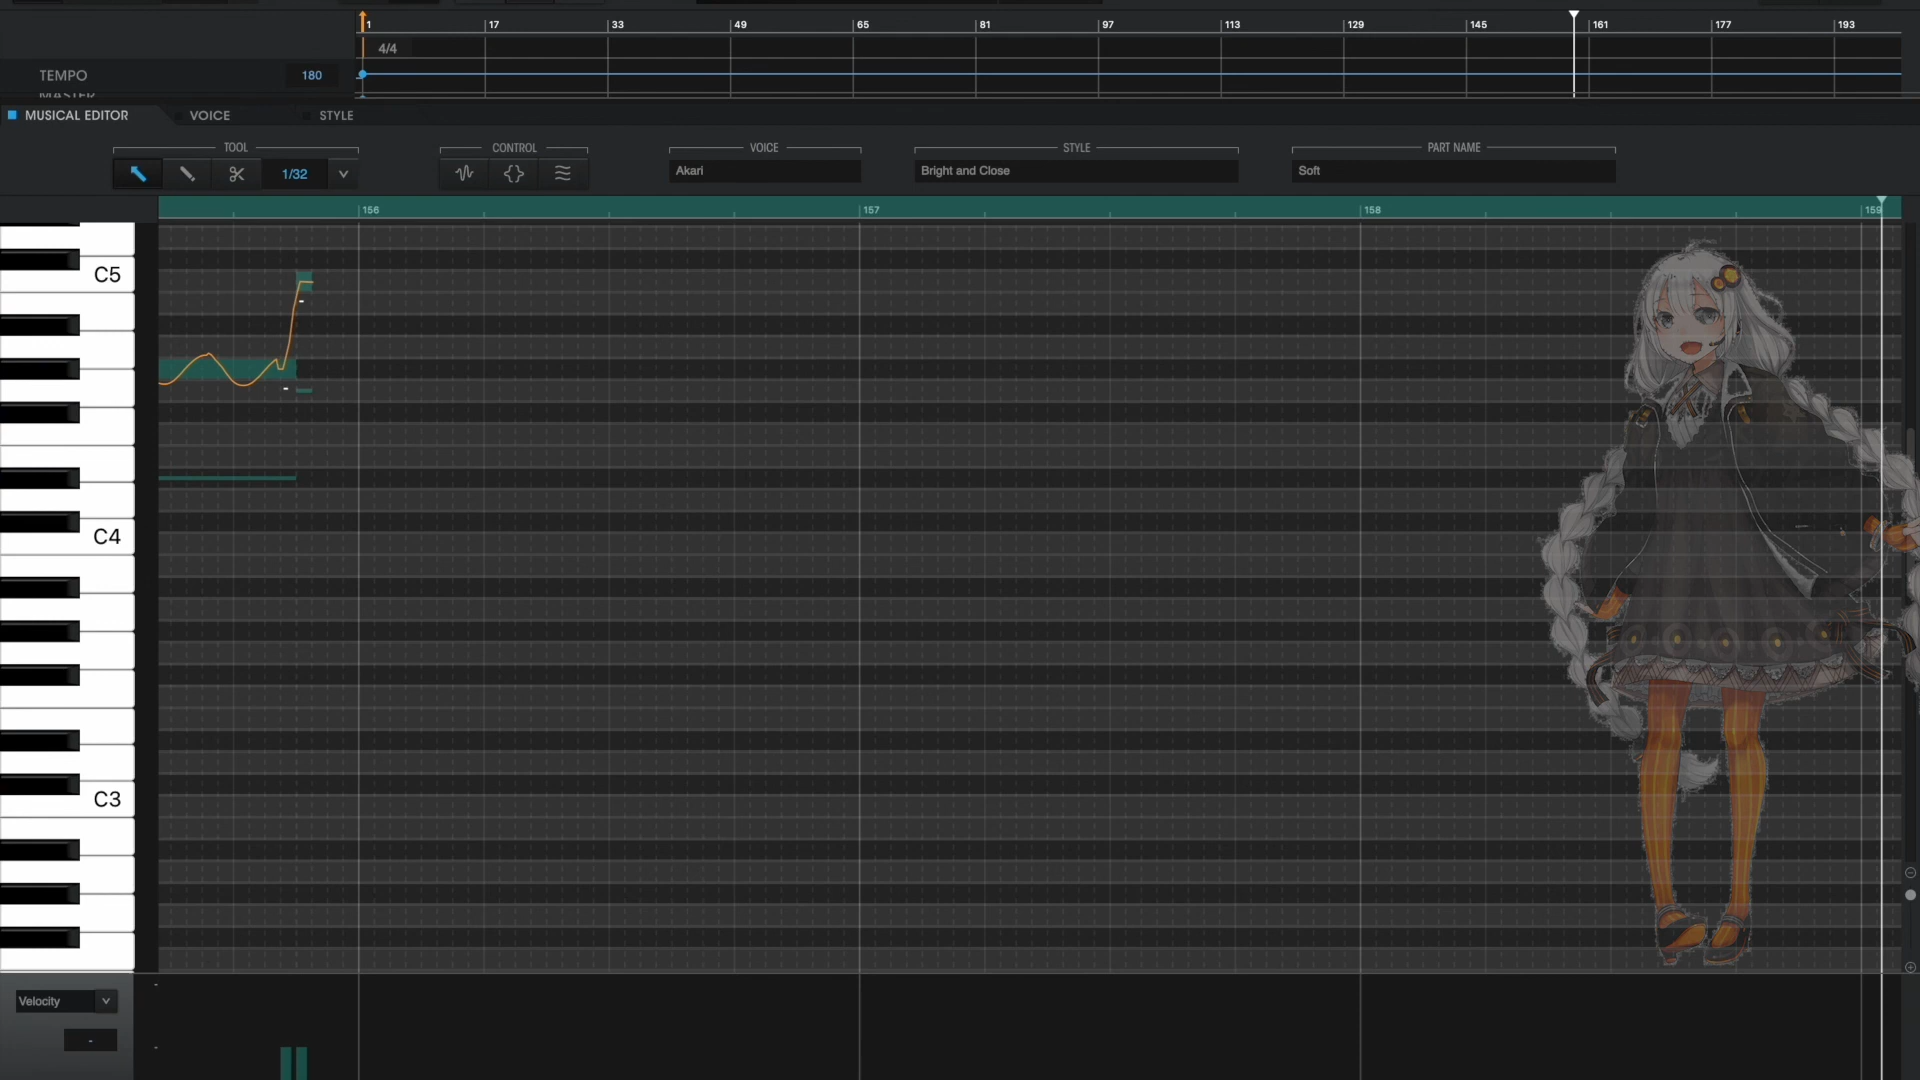 1 17 33 49 65 81 97 113 129 145 161 177 193
4/4
TEMPO 180
MASTER
MUSICAL EDITOR VOICE STYLE
TOOL CONTROL VOICE STYLE PART NAME
1/32 Akari Bright and Close Soft
156 157 158 159
C5
C4
C3
Velocity
-